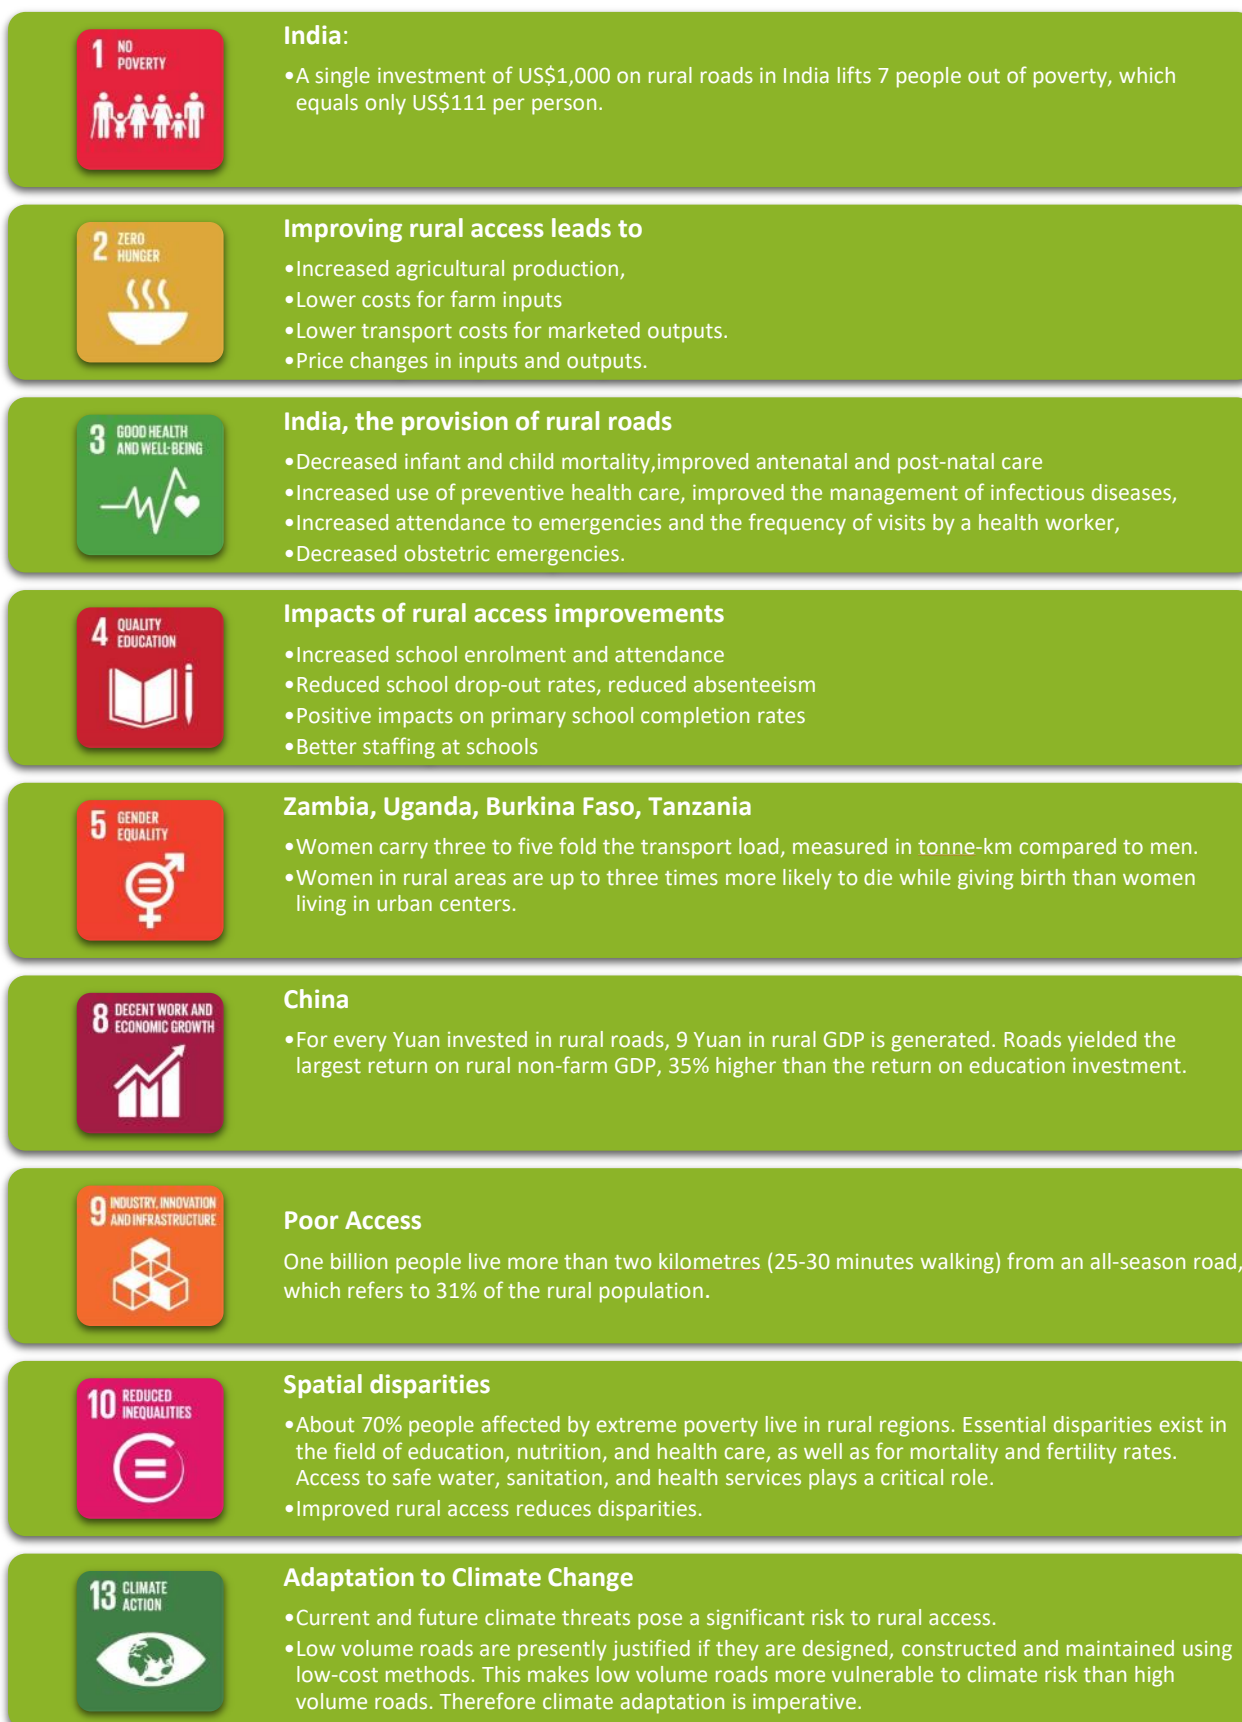 1 NO
POVERTY
India:
•A single investment of US$1,000 on rural roads in India lifts 7 people out of poverty, which
equals only US$111 per person.
2 ZERO
HUNGER
Improving rural access leads to
•Increased agricultural production,
•Lower costs for farm inputs
•Lower transport costs for marketed outputs.
•Price changes in inputs and outputs.
3 GOOD HEALTH
AND WELL-BEING
India, the provision of rural roads
•Decreased infant and child mortality,improved antenatal and post-natal care
•Increased use of preventive health care, improved the management of infectious diseases,
•Increased attendance to emergencies and the frequency of visits by a health worker,
•Decreased obstetric emergencies.
4 QUALITY
EDUCATION
Impacts of rural access improvements
•Increased school enrolment and attendance
•Reduced school drop-out rates, reduced absenteeism
•Positive impacts on primary school completion rates
•Better staffing at schools
5 GENDER
EQUALITY
Zambia, Uganda, Burkina Faso, Tanzania
•Women carry three to five fold the transport load, measured in tonne-km compared to men.
•Women in rural areas are up to three times more likely to die while giving birth than women
living in urban centers.
8 DECENT WORK AND
ECONOMIC GROWTH
China
•For every Yuan invested in rural roads, 9 Yuan in rural GDP is generated. Roads yielded the
largest return on rural non-farm GDP, 35% higher than the return on education investment.
9 INDUSTRY, INNOVATION
AND INFRASTRUCTURE
Poor Access
One billion people live more than two kilometres (25-30 minutes walking) from an all-season road,
which refers to 31% of the rural population.
10 REDUCED
INEQUALITIES
Spatial disparities
•About 70% people affected by extreme poverty live in rural regions. Essential disparities exist in
the field of education, nutrition, and health care, as well as for mortality and fertility rates.
Access to safe water, sanitation, and health services plays a critical role.
•Improved rural access reduces disparities.
13 CLIMATE
ACTION
Adaptation to Climate Change
•Current and future climate threats pose a significant risk to rural access.
•Low volume roads are presently justified if they are designed, constructed and maintained using
low-cost methods. This makes low volume roads more vulnerable to climate risk than high
volume roads. Therefore climate adaptation is imperative.